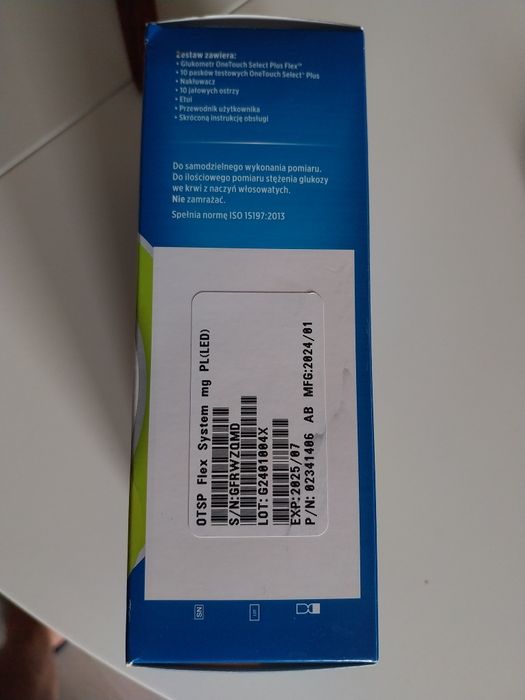 Zestaw zawiera:
• Glukometr OneTouch Select Plus Flex™
• 10 pasków testowych OneTouch Select® Plus
• Nakłuwacz
• 10 jałowych ostrzy
• Etui
• Przewodnik użytkownika
• Skróconą instrukcję obsługi
Do samodzielnego wykonania pomiaru.
Do ilościowego pomiaru stężenia glukozy
we krwi z naczyń włosowatych.
Nie zamrażać.
Spełnia normę ISO 15197:2013
OTSP Flex System mg PL(LED)
S/N:GFRWZQMD
LOT:G2401004X
EXP:2025/07
P/N: 02341406 AB MFG:2024/01
SN